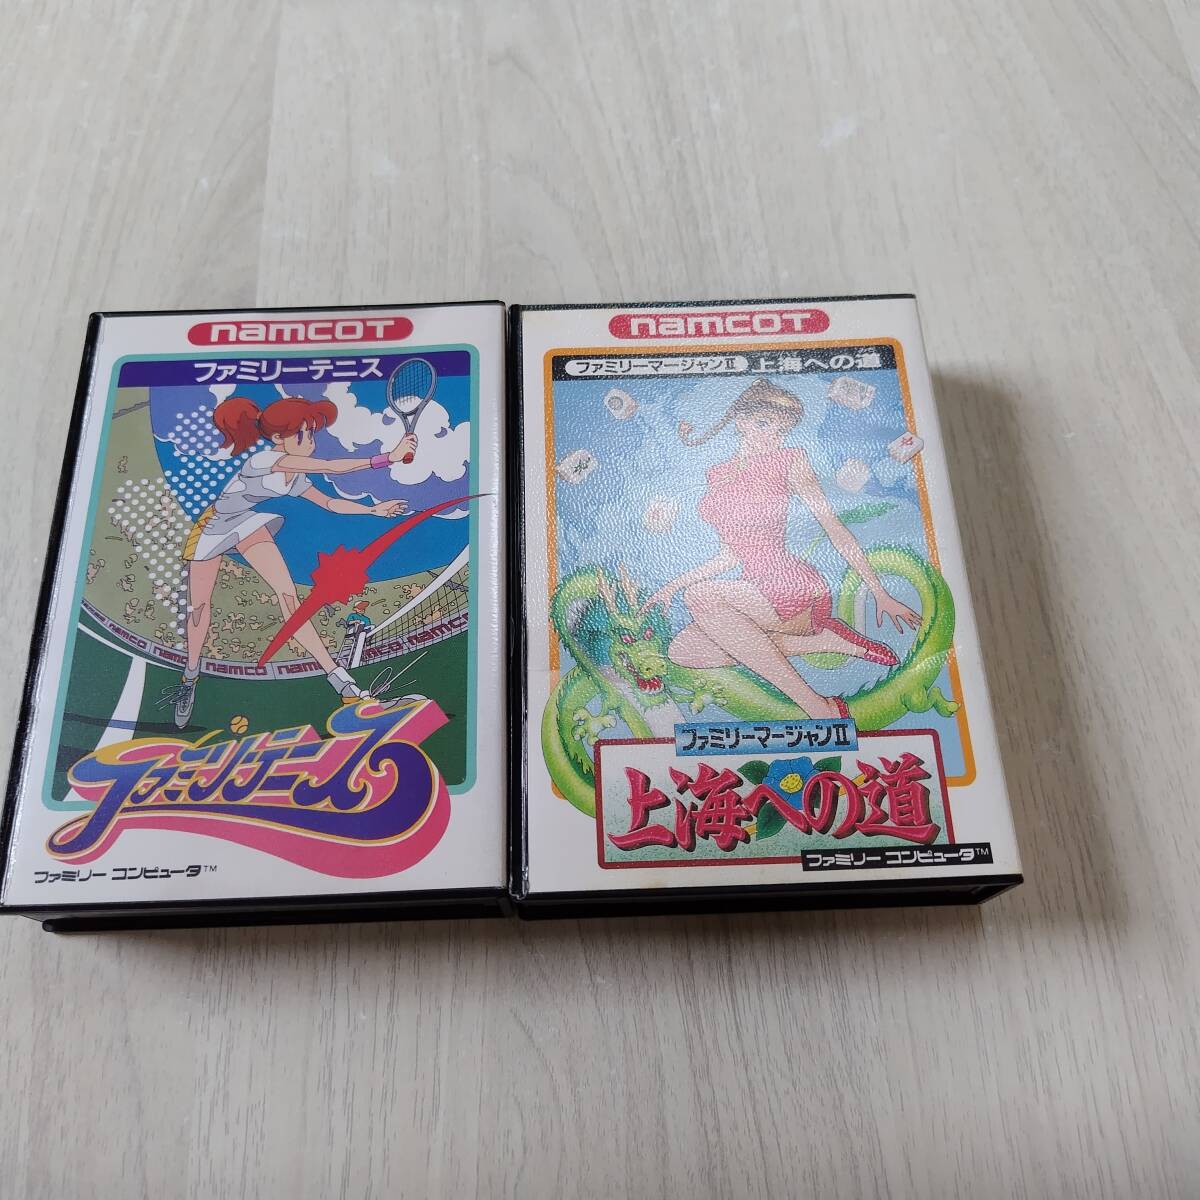 namcot
ファミリーテニス
namco
namco
namco
namco
ファミリーテニス
ファミリー コンピュータ™
namcot
ファミリーマージャンII 上海への道
ファミリーマージャンII
上海への道
ファミリー コンピュータ™